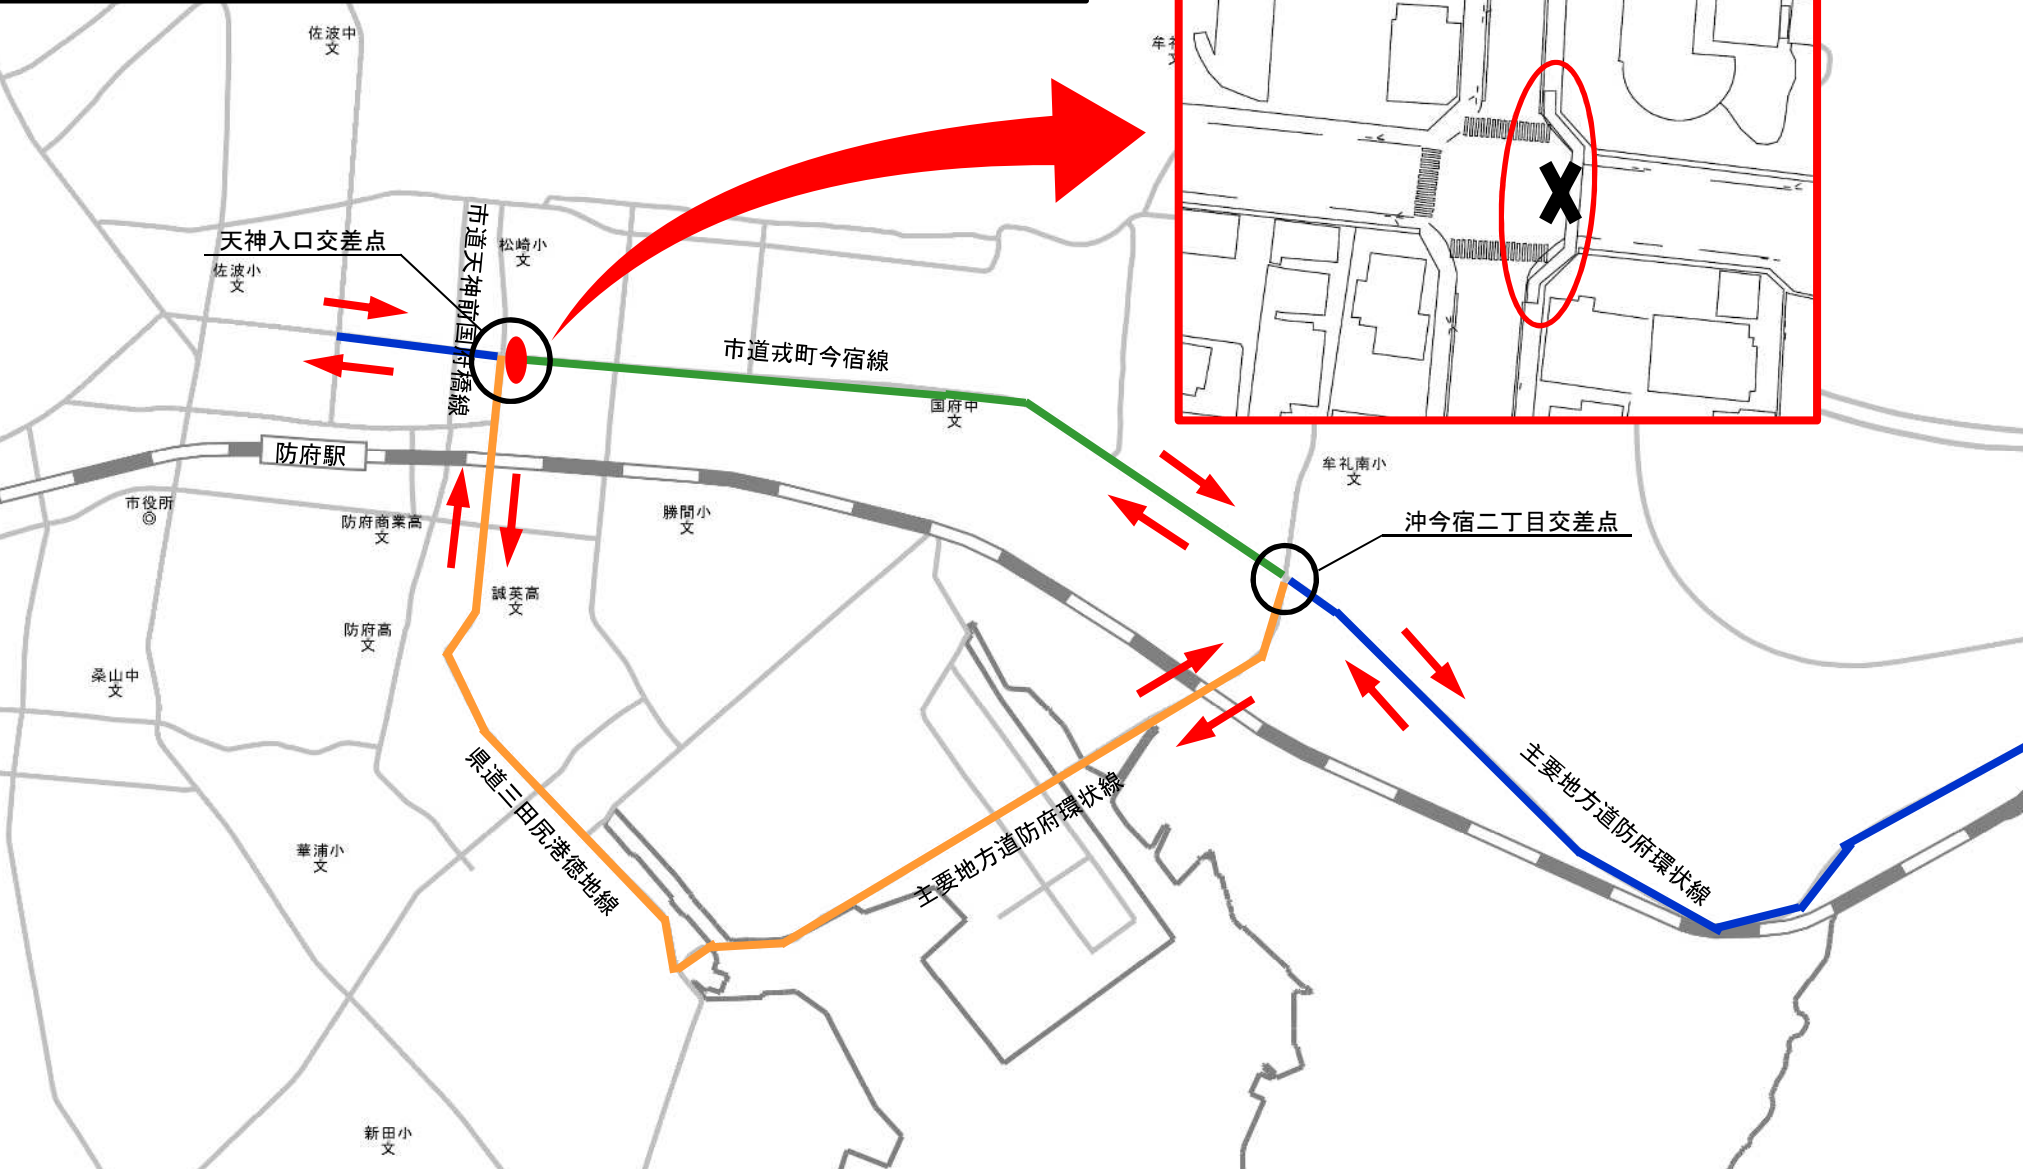 佐波中
文
牟礼
文
市道天神前国府橋線
天神入口交差点
松崎小
文
佐波小
文
市道戎町今宿線
国府中
文
防府駅
牟礼南小
文
市役所
防府商業高
文
勝間小
文
沖今宿二丁目交差点
誠英高
文
防府高
文
桑山中
文
県道三田尻港徳地線
主要地方道防府環状線
主要地方道防府環状線
華浦小
文
新田小
文